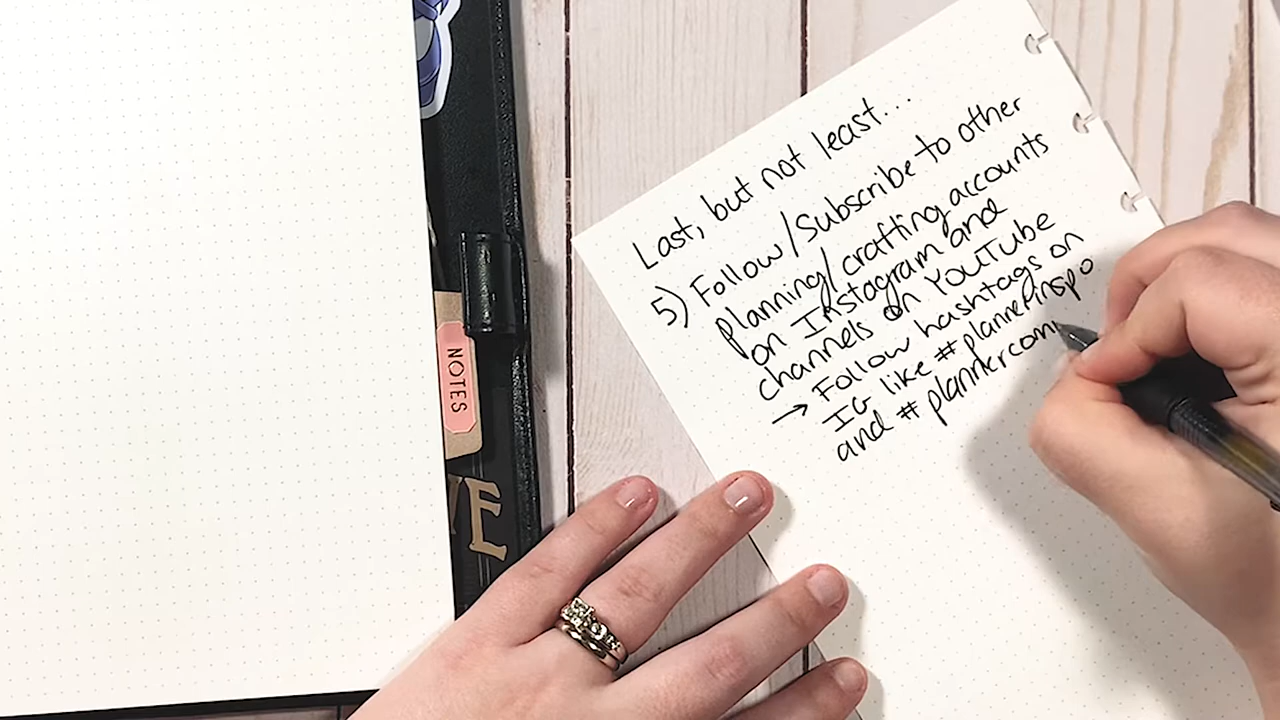 Last, but not least...
5) Follow/Subscribe to other
planning/crafting accounts
on Instagram and
channels on YouTube
→ Follow hashtags on
IG like #plannerinspo
and #plannercom
NOTES
VE